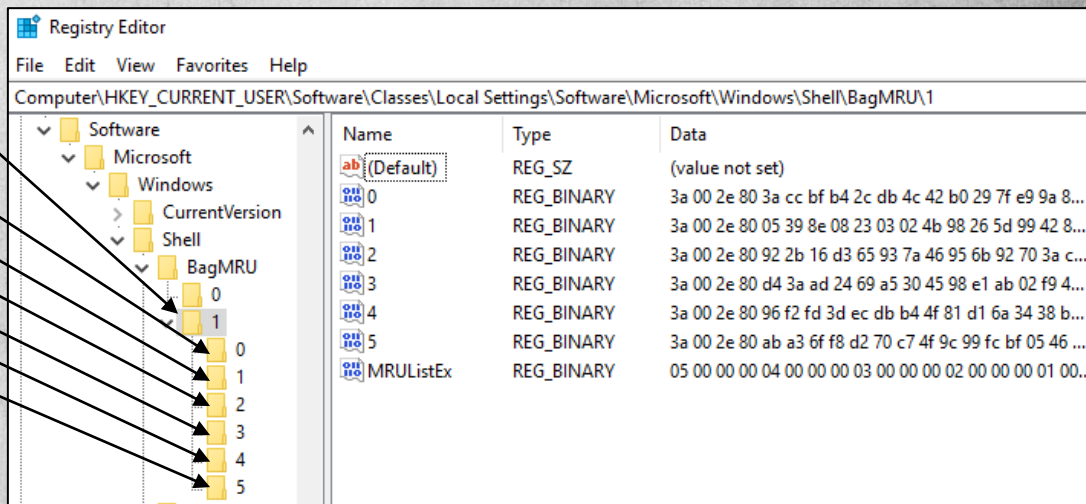 Registry Editor
File Edit View Favorites Help
Computer\HKEY_CURRENT_USER\Software\Classes\Local Settings\Software\Microsoft\Windows\Shell\BagMRU\1
Software
Microsoft
Windows
CurrentVersion
Shell
BagMRU
0
1
0
1
2
3
4
5
Name Type Data
(Default) REG_SZ (value not set)
0 REG_BINARY 3a 00 2e 80 3a cc bf b4 2c db 4c 42 b0 29 7f e9 9a 8...
1 REG_BINARY 3a 00 2e 80 05 39 8e 08 23 03 02 4b 98 26 5d 99 42 8...
2 REG_BINARY 3a 00 2e 80 92 2b 16 d3 65 93 7a 46 95 6b 92 70 3a c...
3 REG_BINARY 3a 00 2e 80 d4 3a ad 24 69 a5 30 45 98 e1 ab 02 f9 4...
4 REG_BINARY 3a 00 2e 80 96 f2 fd 3d ec db b4 4f 81 d1 6a 34 38 b...
5 REG_BINARY 3a 00 2e 80 ab a3 6f f8 d2 70 c7 4f 9c 99 fc bf 05 46 ...
MRUListEx REG_BINARY 05 00 00 00 04 00 00 00 03 00 00 00 02 00 00 00 01 00...